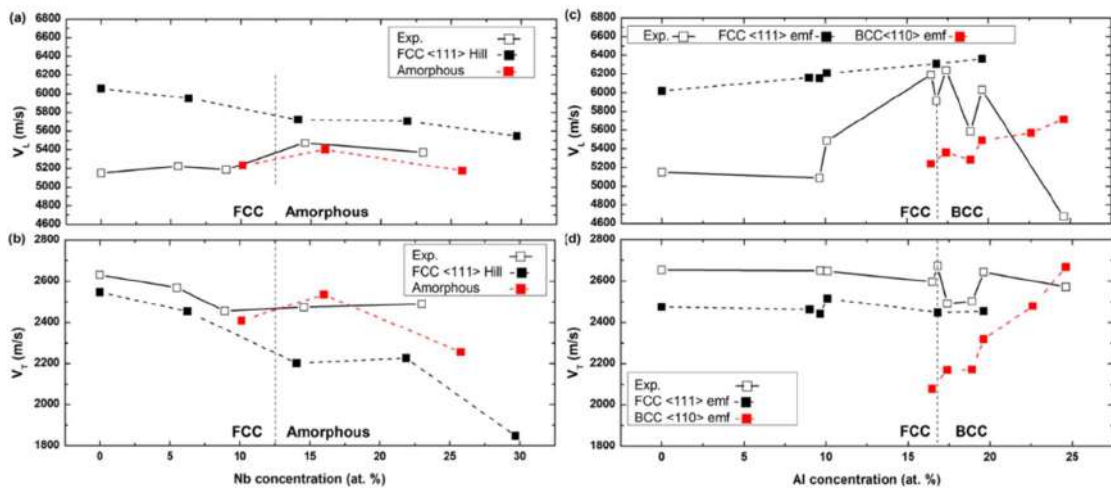 (a)
6800
6600
6400
6200
6000
5800
5600
5400
5200
5000
4800
4600
V_L (m/s)
Exp.
FCC <111> Hill
Amorphous
FCC Amorphous
(b)
2800
2600
2400
2200
2000
1800
V_T (m/s)
Exp.
FCC <111> Hill
Amorphous
FCC Amorphous
0 5 10 15 20 25 30
Nb concentration (at. %)
(c)
6800
6600
6400
6200
6000
5800
5600
5400
5200
5000
4800
4600
V_L (m/s)
Exp. FCC <111> emf BCC<110> emf
FCC BCC
(d)
2800
2600
2400
2200
2000
1800
V_T (m/s)
Exp.
FCC <111> emf
BCC <110> emf
FCC BCC
0 5 10 15 20 25
Al concentration (at. %)